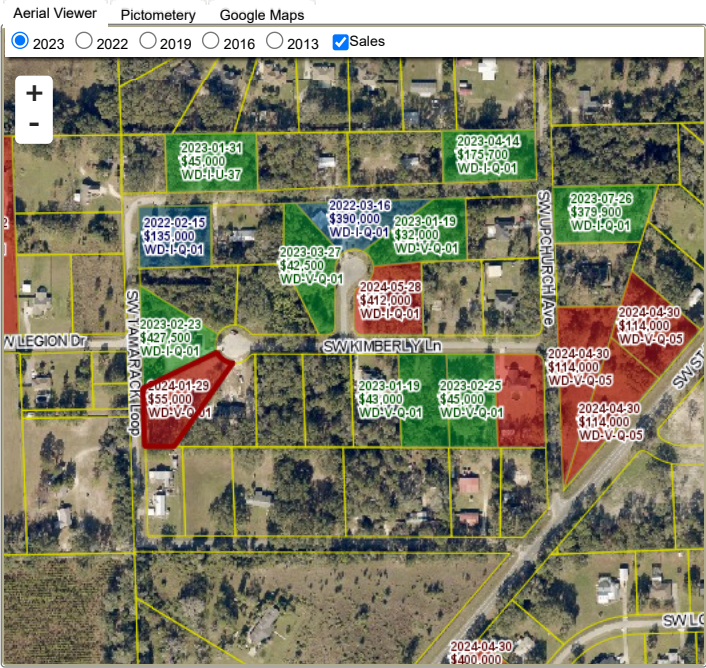 Aerial Viewer
Pictometery
Google Maps
2023
2022
2019
2016
2013
Sales
+
-
2023-01-31
$45,000
WD-I-U-37
2023-04-14
$175,700
WD-I-Q-01
2022-02-15
$135,000
WD-I-Q-01
2022-03-16
$390,000
WD-I-Q-01
2023-01-19
$32,000
WD-V-Q-01
2023-07-26
$379,900
WD-I-Q-01
2023-03-27
$42,500
WD-V-Q-01
2024-05-28
$412,000
WD-I-Q-01
SW UPCHURCH Ave
2023-02-23
$427,500
WD-I-Q-01
SW TAMARACK Loop
W LEGION Dr
SW KIMBERLY Ln
2024-04-30
$114,000
WD-V-Q-05
2024-04-30
$114,000
WD-V-Q-05
2024-01-29
$55,000
WD-V-Q-01
2023-01-19
$43,000
WD-V-Q-01
2023-02-25
$45,000
WD-V-Q-01
2024-04-30
$114,000
WD-V-Q-05
SW ST
SW LO
2024-04-30
$400,000